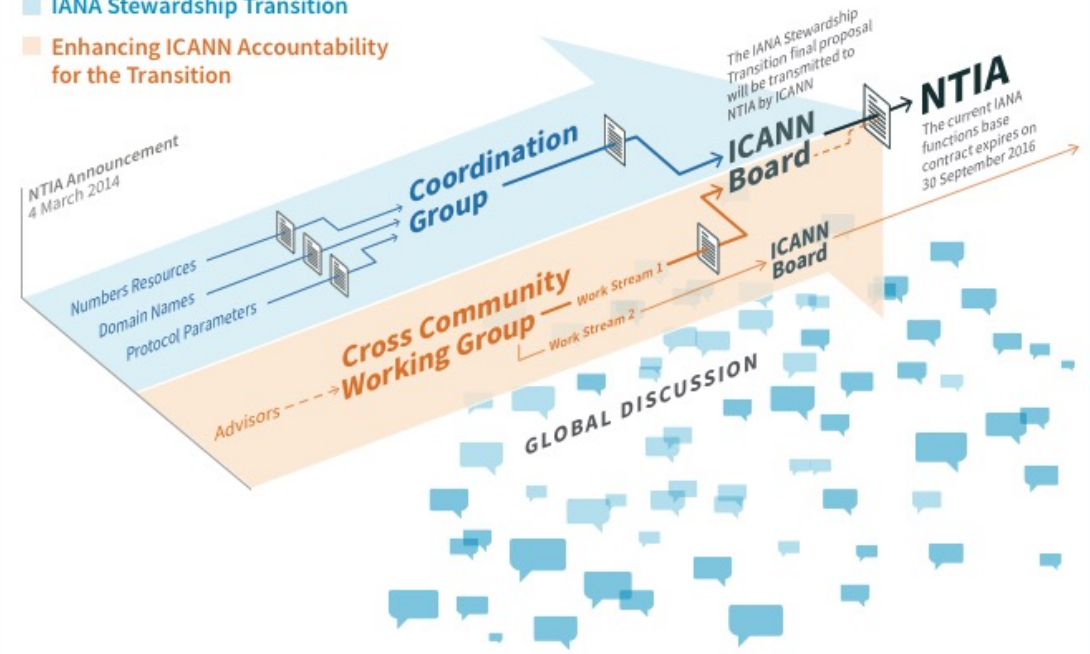 IANA Stewardship Transition
Enhancing ICANN Accountability
for the Transition
NTIA Announcement
4 March 2014
Numbers Resources
Domain Names
Protocol Parameters
Coordination
Group
The IANA Stewardship
Transition final proposal
will be transmitted to
NTIA by ICANN
ICANN
Board
NTIA
The current IANA
functions base
contract expires on
30 September 2016
Advisors
Cross Community
Working Group
Work Stream 1
Work Stream 2
ICANN
Board
GLOBAL DISCUSSION